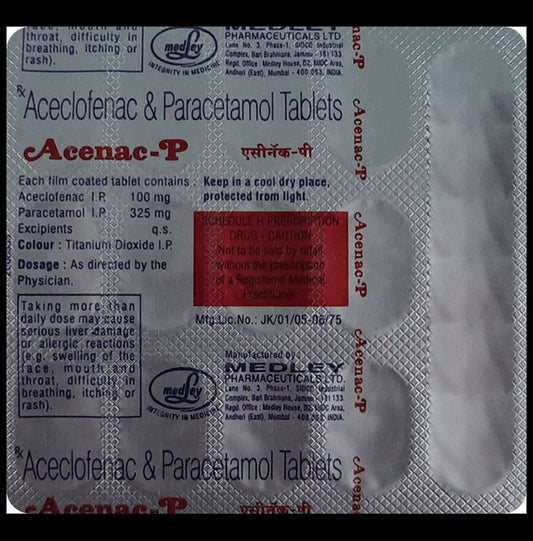 face, mouth and
throat, difficulty in
breathing, itching or
rash).
medley
INTEGRITY IN MEDICINE
MEDLEY
PHARMACEUTICALS LTD.
Lane No. 3, Phase-1, SIDCO Industrial
Complex, Bari Brahmana, Jammu - 181 133.
Regd. Office : Medley House, D2, MIDC Area,
Andheri (East), Mumbai - 400 093. INDIA.
Rx Aceclofenac & Paracetamol Tablets
Acenac-P एसीनॅक-पी
Each film coated tablet contains :
Aceclofenac I.P. 100 mg
Paracetamol I.P. 325 mg
Excipients q.s.
Colour : Titanium Dioxide I.P.
Dosage : As directed by the
Physician.
Keep in a cool dry place,
protected from light.
SCHEDULE H PRESCRIPTION
DRUG - CAUTION
Not to be sold by retail
without the prescription
of a Registered Medical
Practitioner
Mfg.Lic.No.: JK/01/05-06/75
Taking more than
daily dose may cause
serious liver damage
or allergic reactions
(e.g. swelling of the
face, mouth and
throat, difficulty in
breathing, itching or
rash).
medley
INTEGRITY IN MEDICINE
Manufactured by
MEDLEY
PHARMACEUTICALS LTD.
Lane No. 3, Phase-1, SIDCO Industrial
Complex, Bari Brahmana, Jammu - 181 133.
Regd. Office : Medley House, D2, MIDC Area,
Andheri (East), Mumbai - 400 093. INDIA.
Rx Aceclofenac & Paracetamol Tablets
Acenac-P एसीनॅक-पी
Acenac-P
Acenac-P
Acenac-P
Acenac-P
Acenac-P